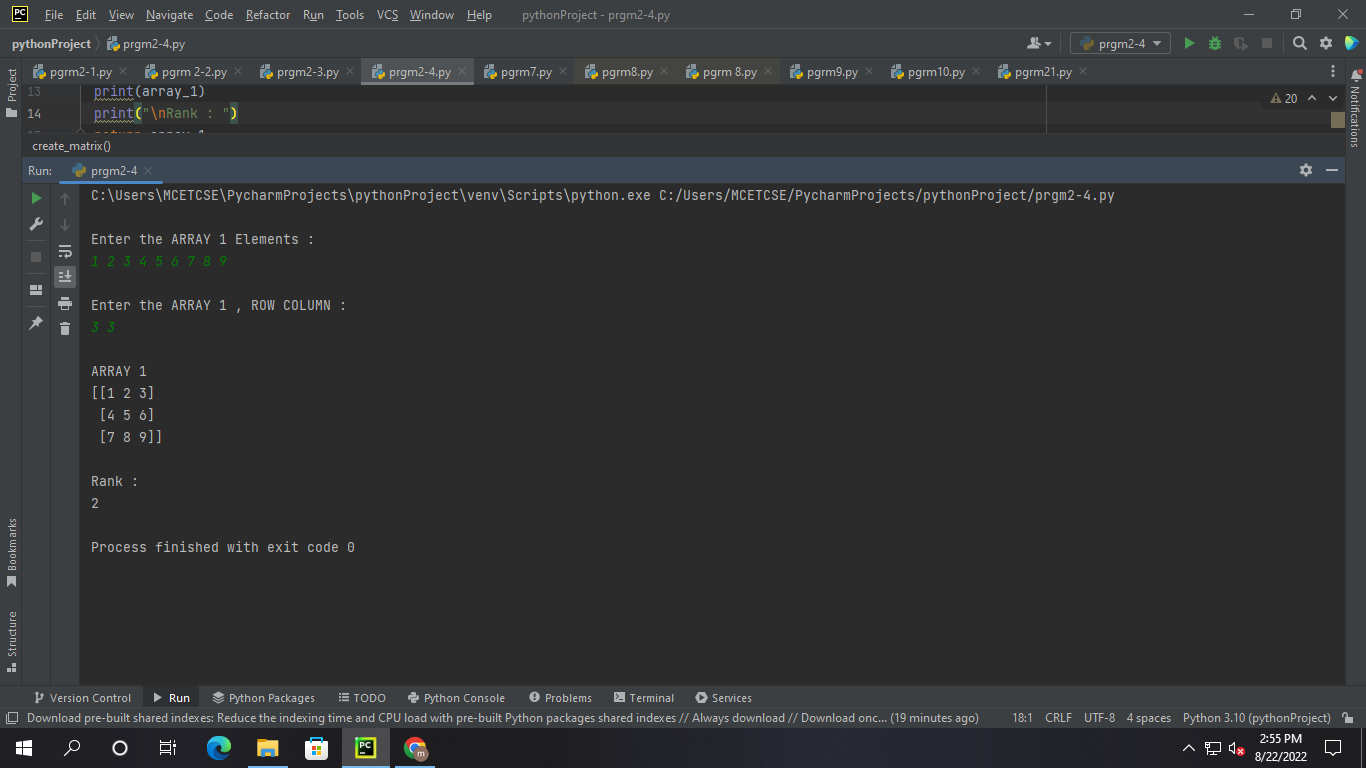 PC File Edit View Navigate Code Refactor Run Tools VCS Window Help pythonProject - prgm2-4.py
pythonProject prgm2-4.py prgm2-4
Project pgrm2-1.py pgrm 2-2.py prgm2-3.py prgm2-4.py pgrm7.py pgrm8.py pgrm 8.py prgm9.py prgm10.py prgm21.py Notifications
13 print(array_1)
14 print("\nRank : ") 20
create_matrix()
Run: prgm2-4
C:\Users\MCETCSE\PycharmProjects\pythonProject\venv\Scripts\python.exe C:/Users/MCETCSE/PycharmProjects/pythonProject/prgm2-4.py
Enter the ARRAY 1 Elements :
1 2 3 4 5 6 7 8 9
Enter the ARRAY 1 , ROW COLUMN :
3 3
ARRAY 1
[[1 2 3]
[4 5 6]
[7 8 9]]
Rank :
2
Process finished with exit code 0
Bookmarks
Structure
Version Control Run Python Packages TODO Python Console Problems Terminal Services
Download pre-built shared indexes: Reduce the indexing time and CPU load with pre-built Python packages shared indexes // Always download // Download onc... (19 minutes ago) 18:1 CRLF UTF-8 4 spaces Python 3.10 (pythonProject)
PC m 2:55 PM
8/22/2022